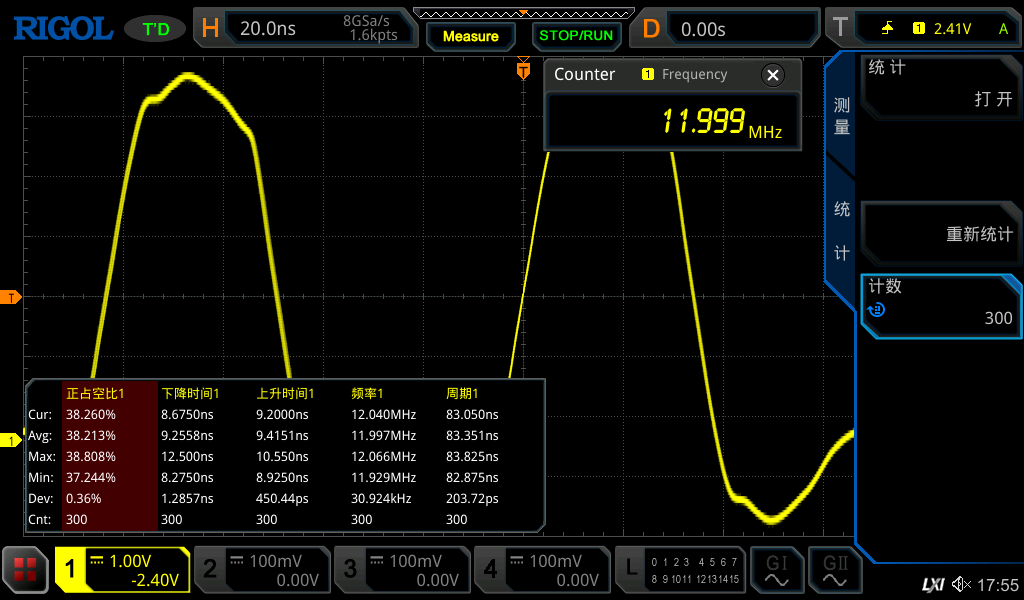 RIGOL T'D H 20.0ns 8GSa/s 1.6kpts Measure STOP/RUN D 0.00s T 1 2.41V A
T
Counter 1 Frequency
11.999 MHz
测量
统计
统计
打开
重新统计
计数
300
T
1
正占空比1 下降时间1 上升时间1 频率1 周期1
Cur: 38.260% 8.6750ns 9.2000ns 12.040MHz 83.050ns
Avg: 38.213% 9.2558ns 9.4151ns 11.997MHz 83.351ns
Max: 38.808% 12.500ns 10.550ns 12.066MHz 83.825ns
Min: 37.244% 8.2750ns 8.9250ns 11.929MHz 82.875ns
Dev: 0.36% 1.2857ns 450.44ps 30.924kHz 203.72ps
Cnt: 300 300 300 300 300
1 1.00V -2.40V
2 100mV 0.00V
3 100mV 0.00V
4 100mV 0.00V
L 0 1 2 3 4 5 6 7
8 9 10 11 12 13 14 15
GI
GII
LXI 17:55